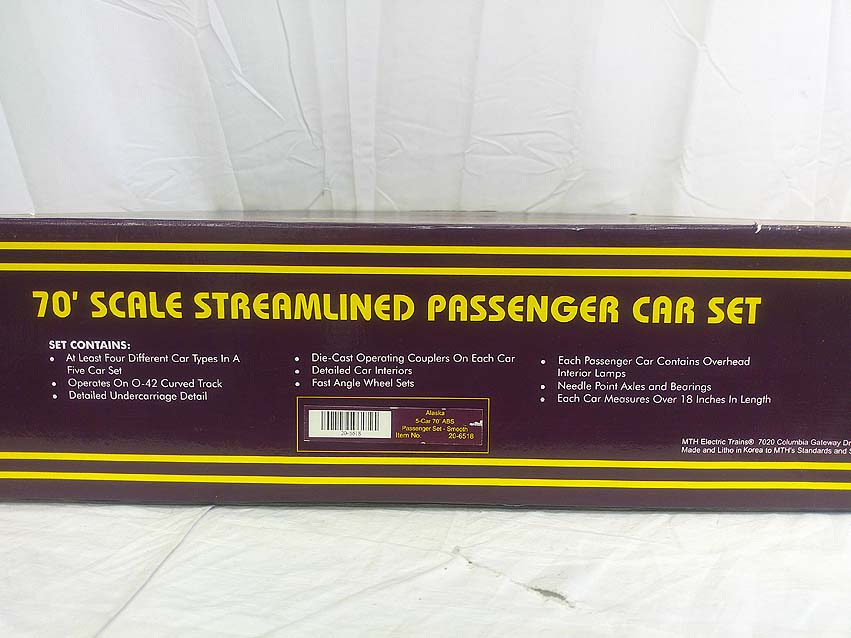 70' SCALE STREAMLINED PASSENGER CAR SET
SET CONTAINS:
• At Least Four Different Car Types In A
Five Car Set
• Operates On O-42 Curved Track
• Detailed Undercarriage Detail
• Die-Cast Operating Couplers On Each Car
• Detailed Car Interiors
• Fast Angle Wheel Sets
• Each Passenger Car Contains Overhead
Interior Lamps
• Needle Point Axles and Bearings
• Each Car Measures Over 18 Inches In Length
Alaska
5-Car 70' ABS
Passenger Set - Smooth
Item No. 20-6518
20-6518
MTH Electric Trains® 7020 Columbia Gateway Dr
Made and Litho in Korea to MTH's Standards and S